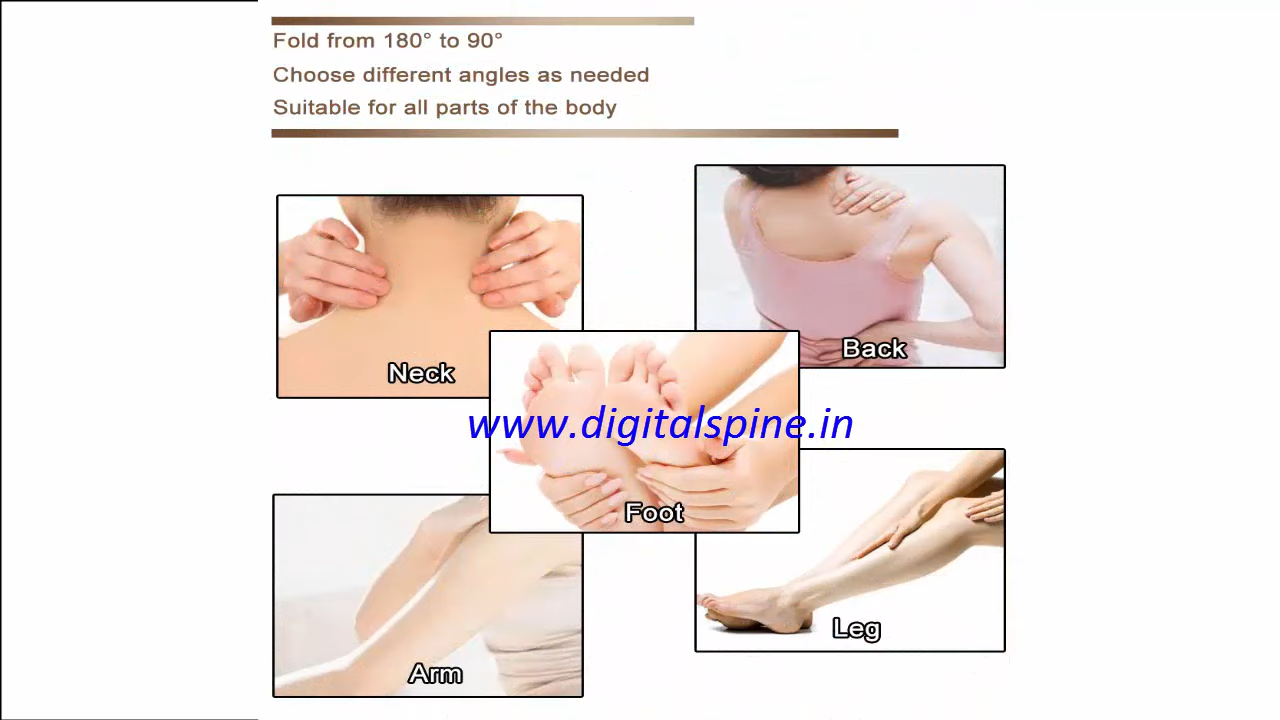 Fold from 180° to 90°
Choose different angles as needed
Suitable for all parts of the body
Neck
Back
www.digitalspine.in
Foot
Arm
Leg